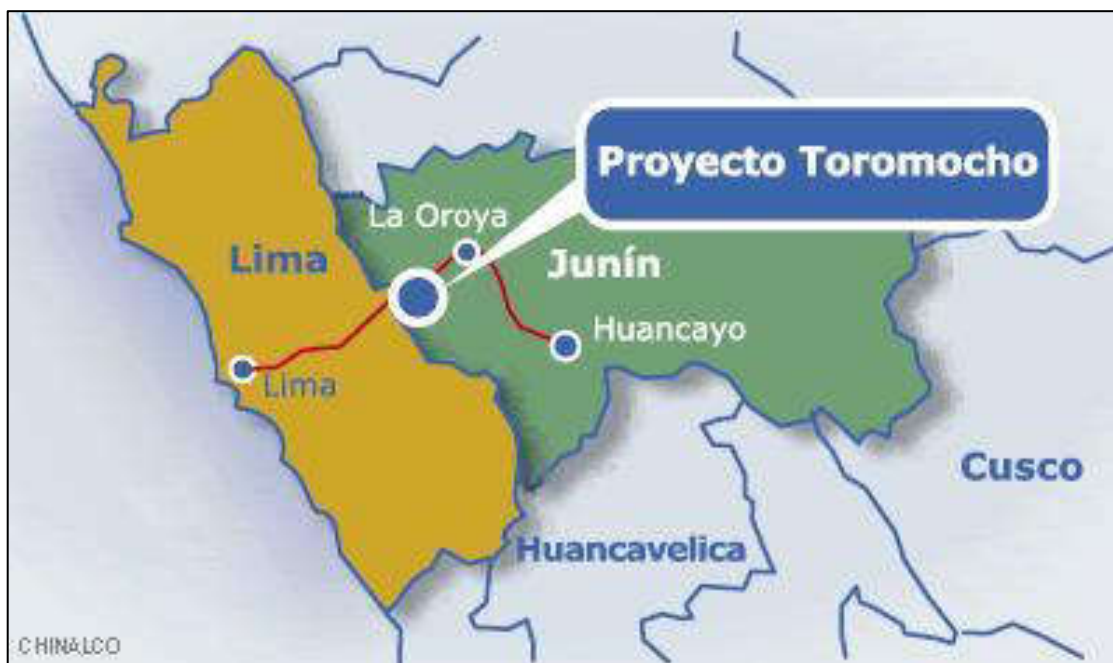 Proyecto Toromocho
La Oroya
Lima
Junín
Huancayo
Lima
Cusco
Huancavelica
CHINALCO